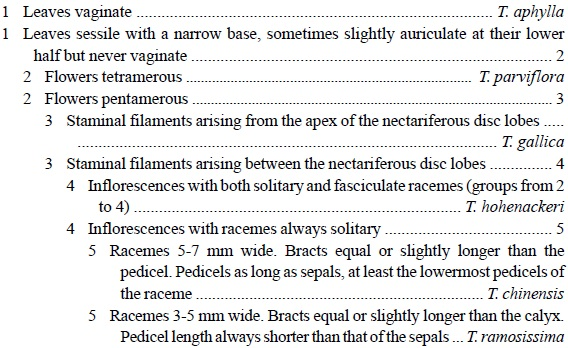 1 Leaves vaginate ........................................................................ T. aphylla
1 Leaves sessile with a narrow base, sometimes slightly auriculate at their lower
half but never vaginate ........................................................................ 2
2 Flowers tetramerous ............................................................ T. parviflora
2 Flowers pentamerous ........................................................................ 3
3 Staminal filaments arising from the apex of the nectariferous disc lobes .....
........................................................................................ T. gallica
3 Staminal filaments arising between the nectariferous disc lobes ............. 4
4 Inflorescences with both solitary and fasciculate racemes (groups from 2
to 4) ........................................................................ T. hohenackeri
4 Inflorescences with racemes always solitary ..................................... 5
5 Racemes 5-7 mm wide. Bracts equal or slightly longer than the
pedicel. Pedicels as long as sepals, at least the lowermost pedicels of
the raceme ............................................................ T. chinensis
5 Racemes 3-5 mm wide. Bracts equal or slightly longer than the calyx.
Pedicel length always shorter than that of the sepals ... T. ramosissima